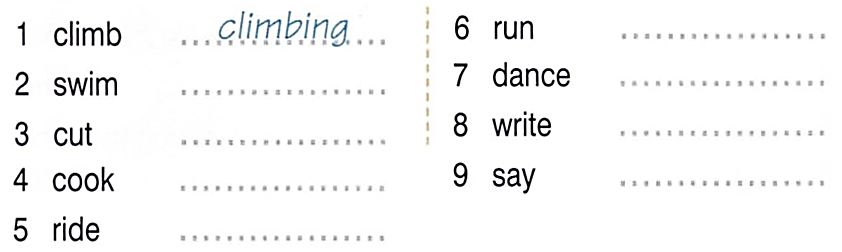 1 climb climbing
2 swim
3 cut
4 cook
5 ride
6 run
7 dance
8 write
9 say